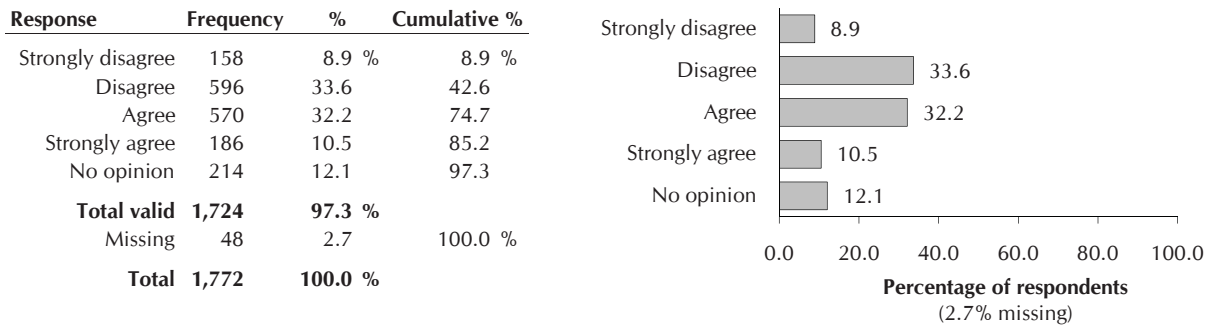 Response Frequency % Cumulative %
Strongly disagree 158 8.9 % 8.9 %
Disagree 596 33.6 42.6
Agree 570 32.2 74.7
Strongly agree 186 10.5 85.2
No opinion 214 12.1 97.3
Total valid 1,724 97.3 %
Missing 48 2.7 100.0 %
Total 1,772 100.0 %
Strongly disagree 8.9
Disagree 33.6
Agree 32.2
Strongly agree 10.5
No opinion 12.1
0.0 20.0 40.0 60.0 80.0 100.0
Percentage of respondents
(2.7% missing)